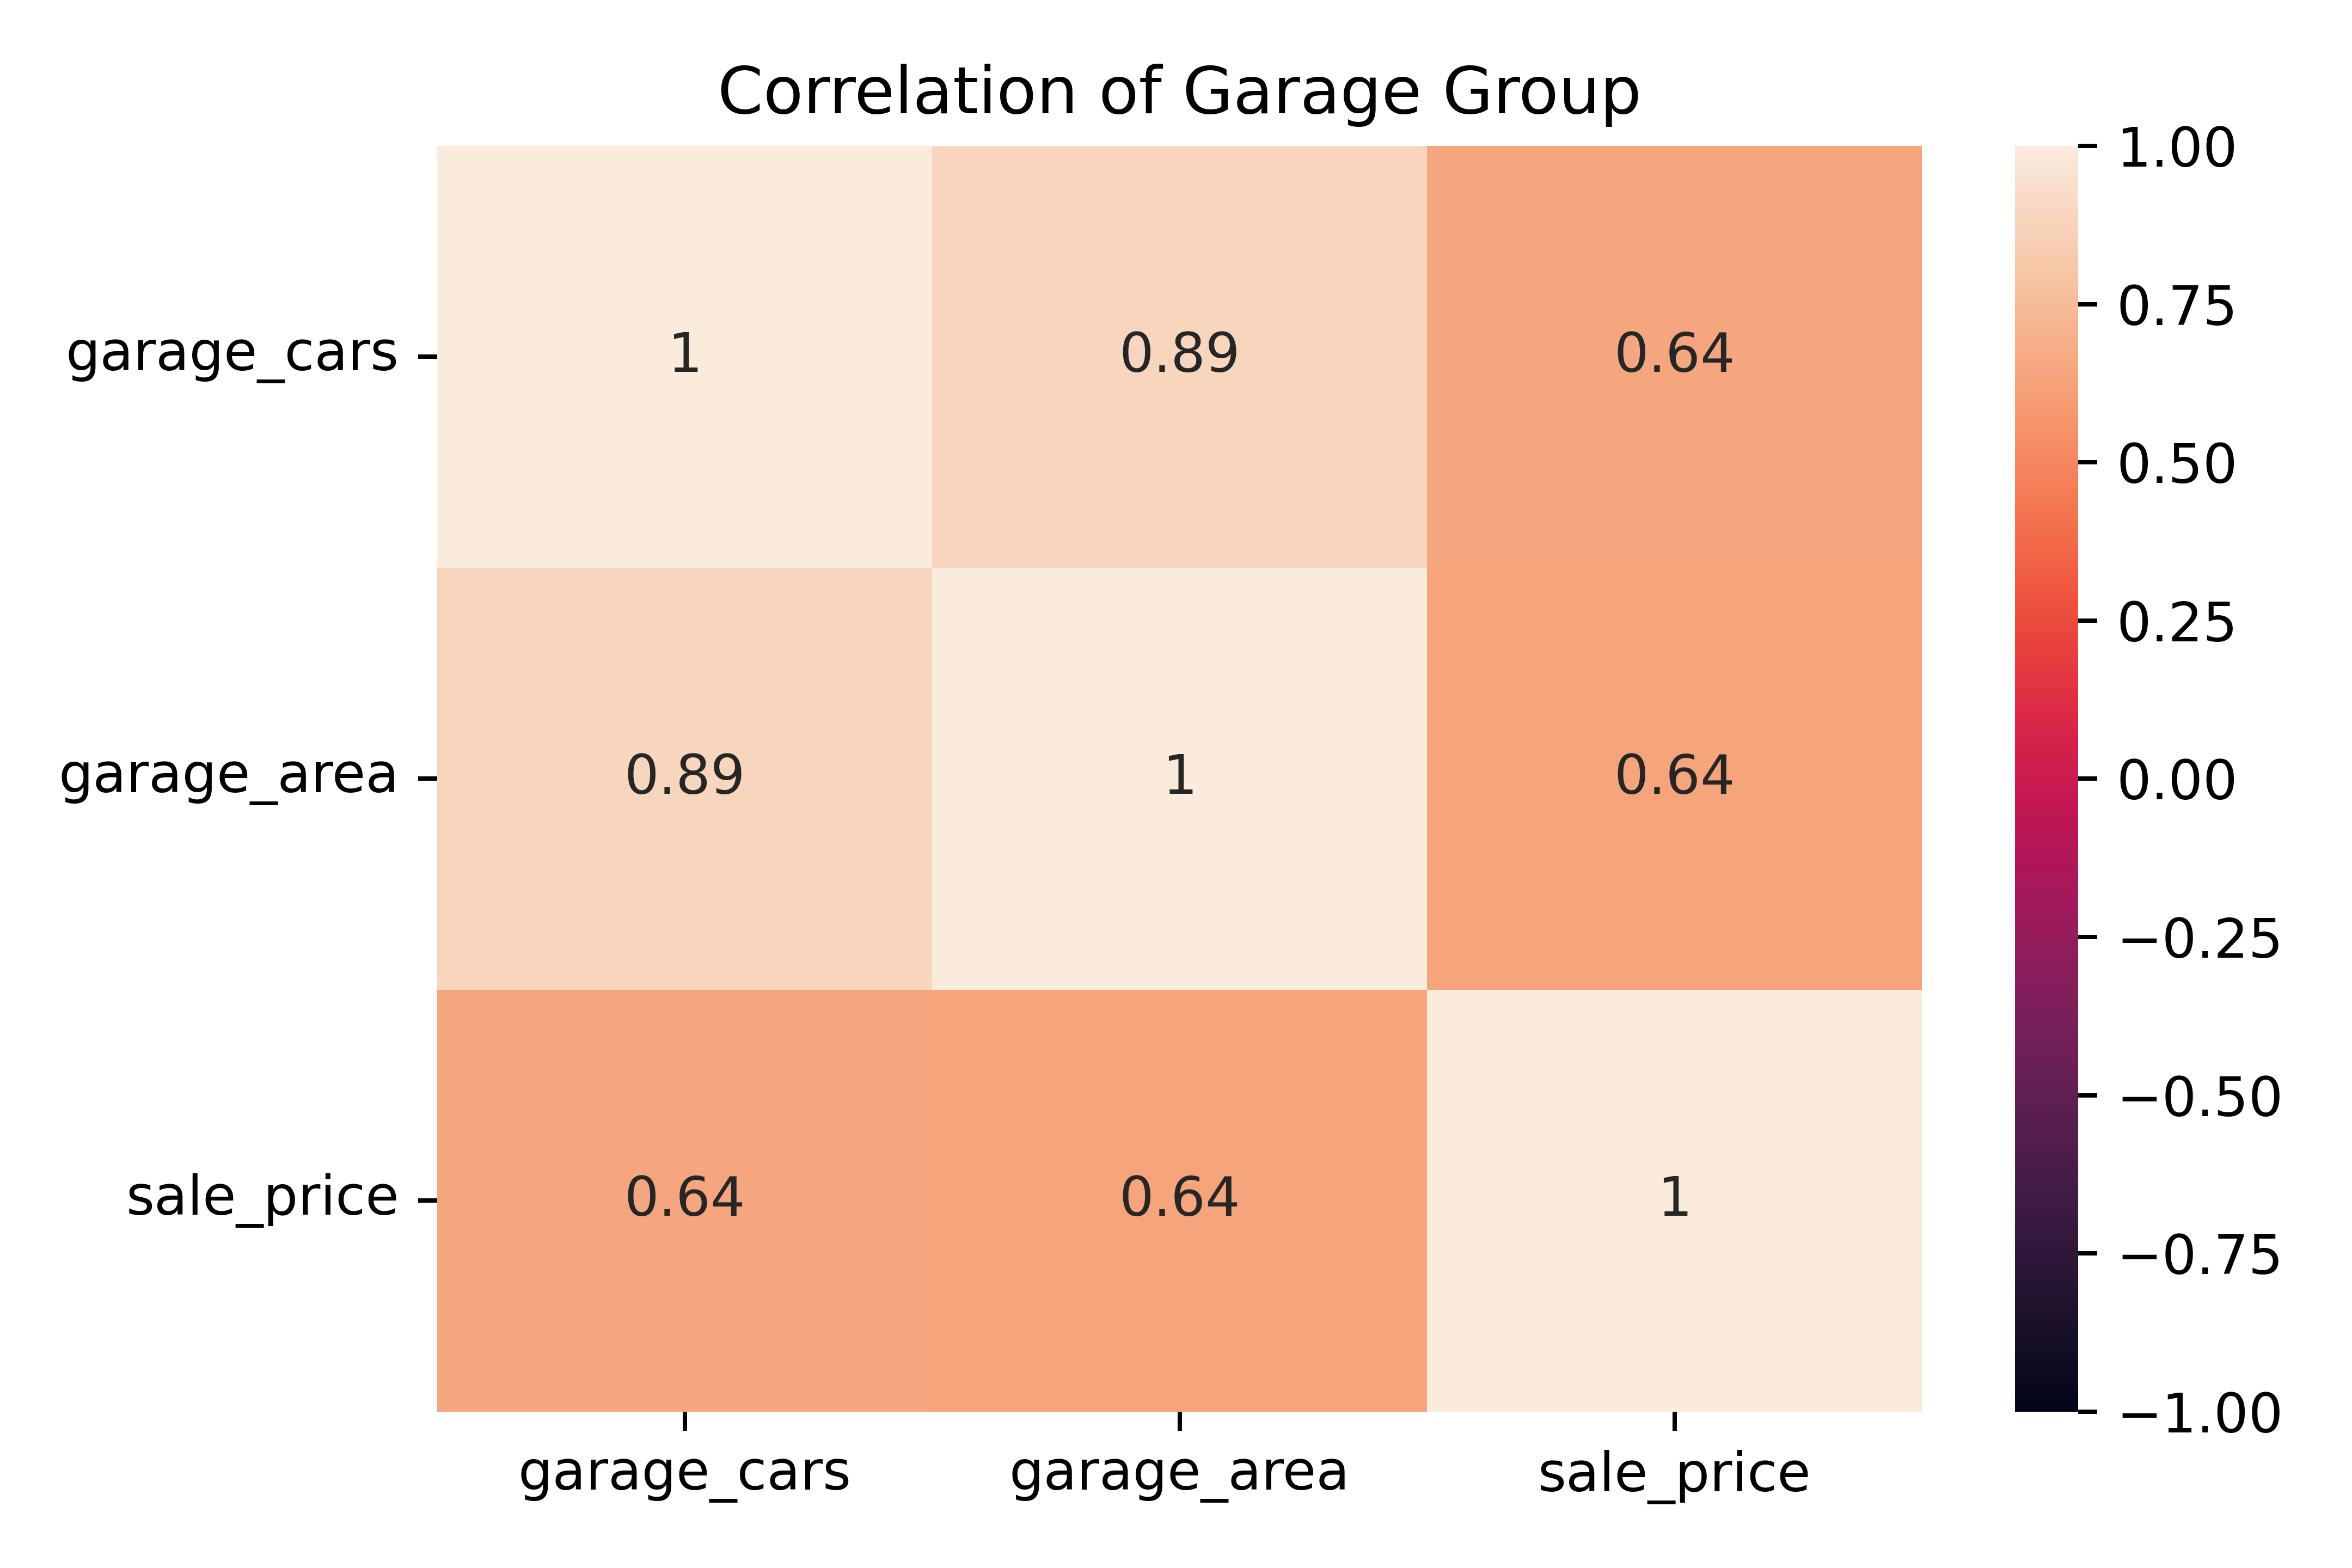 Correlation of Garage Group
garage_cars
1
0.89
0.64
garage_area
0.89
1
0.64
sale_price
0.64
0.64
1
garage_cars
garage_area
sale_price
1.00
0.75
0.50
0.25
0.00
−0.25
−0.50
−0.75
−1.00